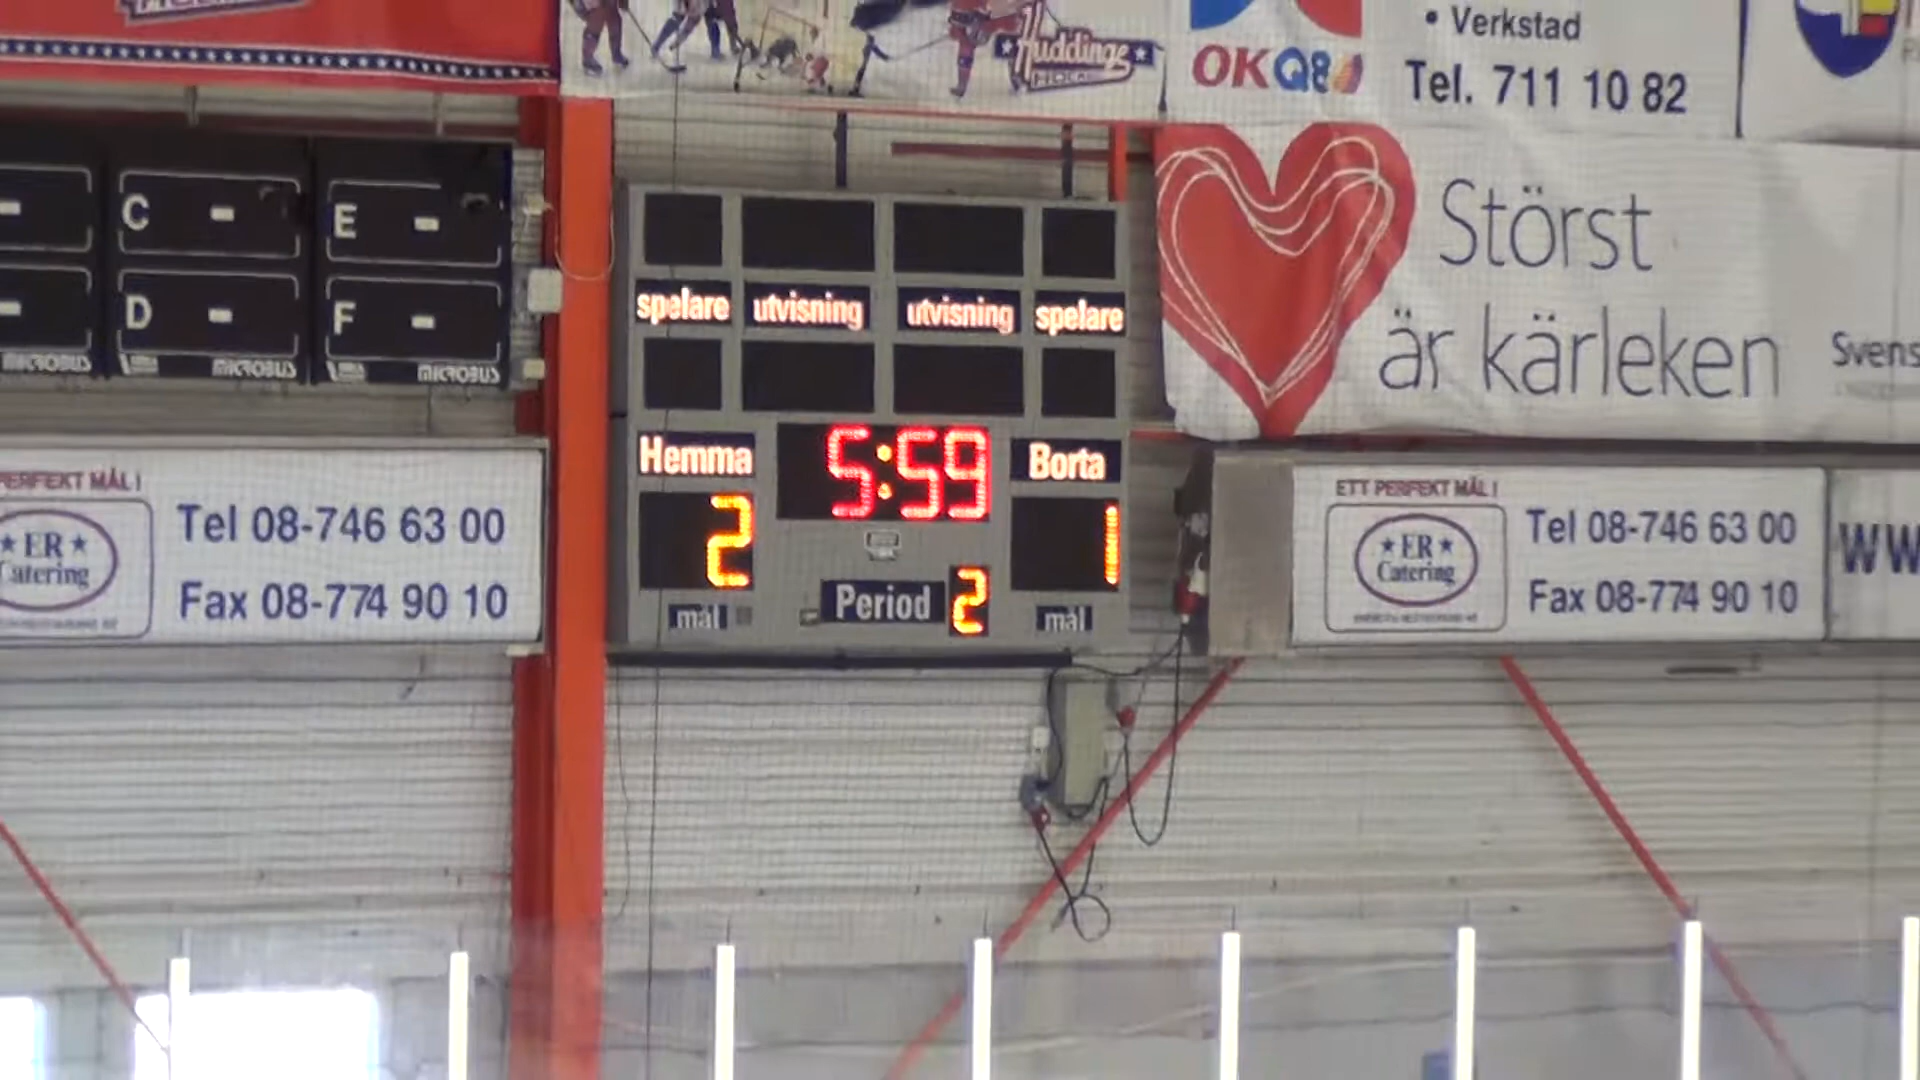 Huddinge
HOCKEY
OKQ8
• Verkstad
Tel. 711 10 82
C -
E -
D -
F -
MICROBUS
MICROBUS
MICROBUS
spelare utvisning utvisning spelare
Störst
är kärleken
Svens
Hemma 5:59 Borta
2 1
mål Period 2 mål
PERFEKT MÅL!
★ ER ★
Catering
Tel 08-746 63 00
Fax 08-774 90 10
ETT PERFEKT MÅL!
★ ER ★
Catering
Tel 08-746 63 00
Fax 08-774 90 10
WW